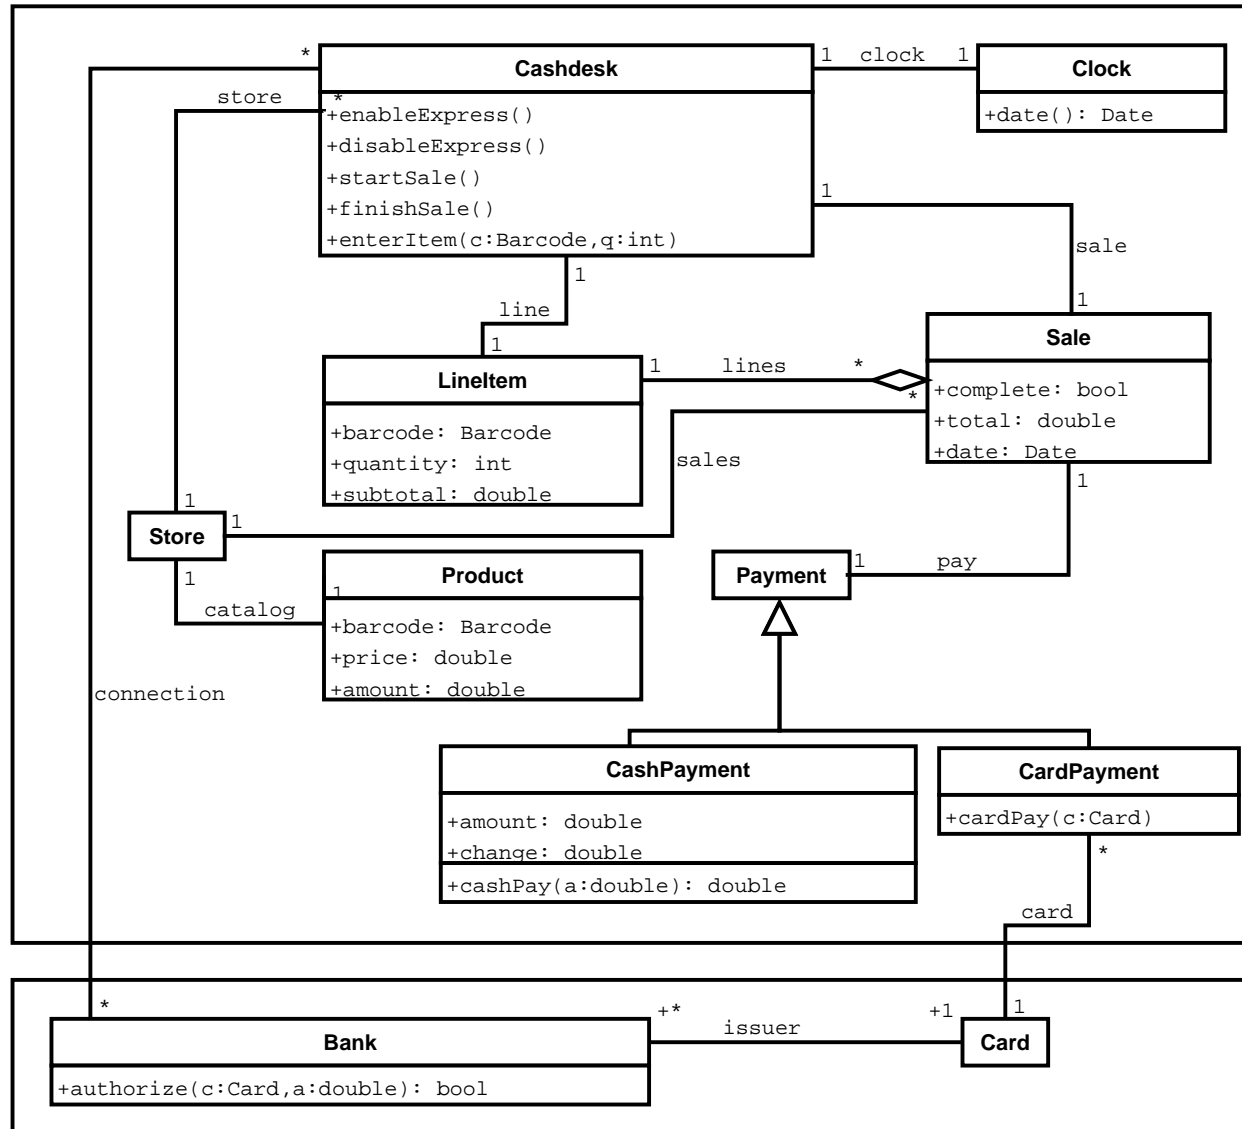 * Cashdesk 1 clock 1 Clock
store *
+enableExpress() +date(): Date
+disableExpress()
+startSale() 1
+finishSale()
+enterItem(c:Barcode,q:int) sale
1
line 1
1 Sale
LineItem 1 lines * +complete: bool
* +total: double
+barcode: Barcode +date: Date
+quantity: int sales 1
+subtotal: double
1
Store 1
1 Product Payment 1 pay
1
catalog +barcode: Barcode
+price: double
+amount: double
connection
CashPayment CardPayment
+amount: double +cardPay(c:Card)
+change: double *
+cashPay(a:double): double
card
* +* +1 1
Bank issuer Card
+authorize(c:Card,a:double): bool